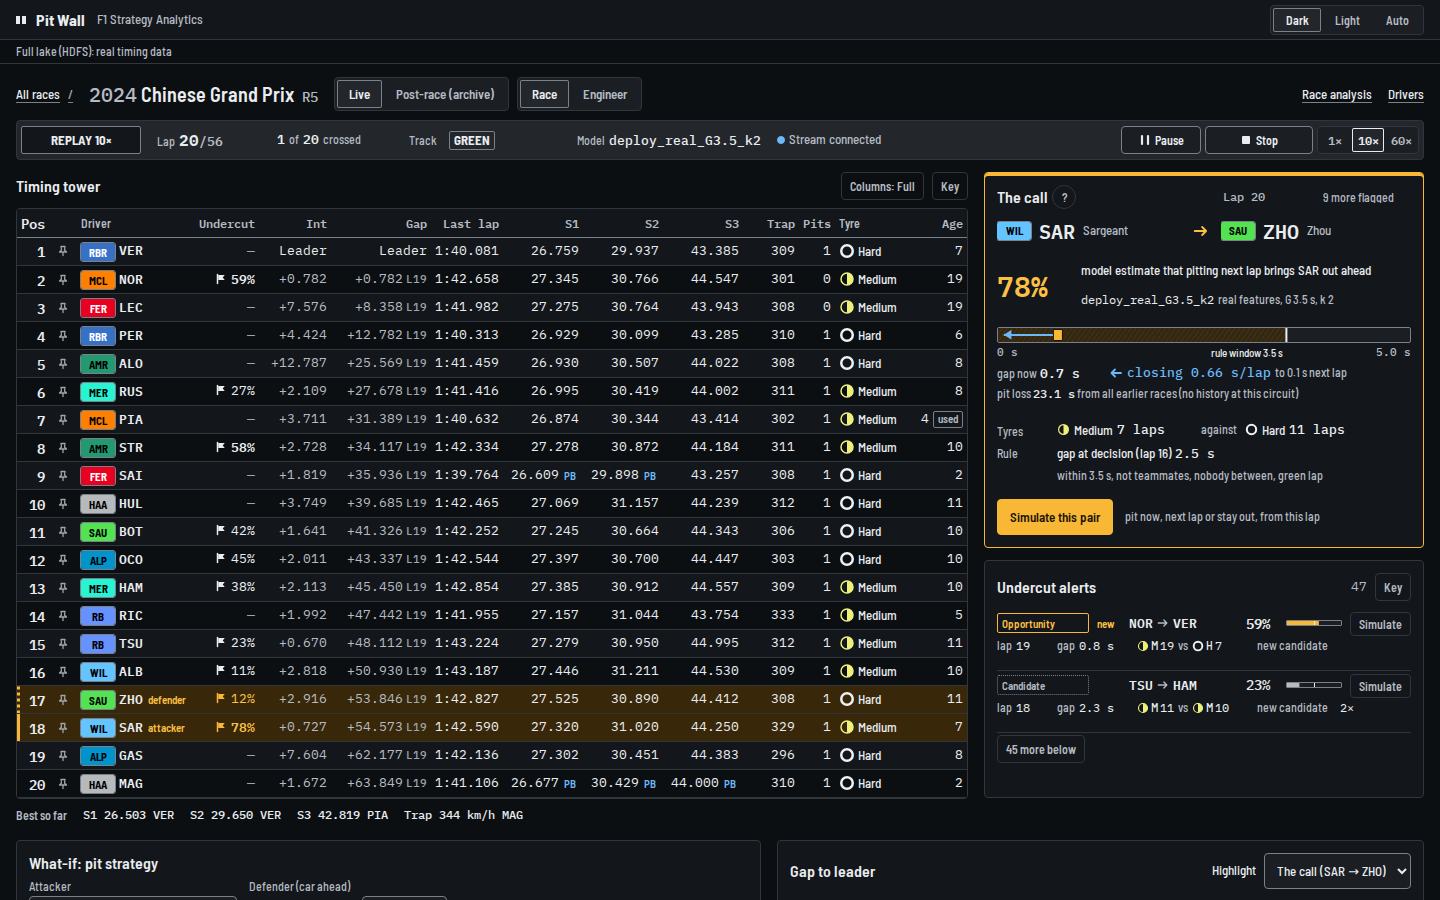 Pit Wall F1 Strategy Analytics Dark Light Auto
Full lake (HDFS): real timing data
All races / 2024 Chinese Grand Prix R5 Live Post-race (archive) Race Engineer Race analysis Drivers
REPLAY 10× Lap 20/56 1 of 20 crossed Track GREEN Model deploy_real_G3.5_k2 Stream connected Pause Stop 1× 10× 60×
Timing tower Columns: Full Key
Pos Driver Undercut Int Gap Last lap S1 S2 S3 Trap Pits Tyre Age
1 RBR VER — Leader Leader 1:40.081 26.759 29.937 43.385 309 1 Hard 7
2 MCL NOR 59% +0.782 +0.782 L19 1:42.658 27.345 30.766 44.547 301 0 Medium 19
3 FER LEC — +7.576 +8.358 L19 1:41.982 27.275 30.764 43.943 308 0 Medium 19
4 RBR PER — +4.424 +12.782 L19 1:40.313 26.929 30.099 43.285 310 1 Hard 6
5 AMR ALO — +12.787 +25.569 L19 1:41.459 26.930 30.507 44.022 308 1 Hard 8
6 MER RUS 27% +2.109 +27.678 L19 1:41.416 26.995 30.419 44.002 311 1 Medium 8
7 MCL PIA — +3.711 +31.389 L19 1:40.632 26.874 30.344 43.414 302 1 Medium 4 used
8 AMR STR 58% +2.728 +34.117 L19 1:42.334 27.278 30.872 44.184 311 1 Medium 10
9 FER SAI — +1.819 +35.936 L19 1:39.764 26.609 PB 29.898 PB 43.257 308 1 Hard 2
10 HAA HUL — +3.749 +39.685 L19 1:42.465 27.069 31.157 44.239 312 1 Hard 11
11 SAU BOT 42% +1.641 +41.326 L19 1:42.252 27.245 30.664 44.343 306 1 Hard 10
12 ALP OCO 45% +2.011 +43.337 L19 1:42.544 27.397 30.700 44.447 303 1 Hard 10
13 MER HAM 38% +2.113 +45.450 L19 1:42.854 27.385 30.912 44.557 309 1 Medium 10
14 RB RIC — +1.992 +47.442 L19 1:41.955 27.157 31.044 43.754 333 1 Medium 5
15 RB TSU 23% +0.670 +48.112 L19 1:43.224 27.279 30.950 44.995 312 1 Medium 11
16 WIL ALB 11% +2.818 +50.930 L19 1:43.187 27.446 31.211 44.530 309 1 Medium 10
17 SAU ZHO defender 12% +2.916 +53.846 L19 1:42.827 27.525 30.890 44.412 308 1 Hard 11
18 WIL SAR attacker 78% +0.727 +54.573 L19 1:42.590 27.320 31.020 44.250 329 1 Medium 7
19 ALP GAS — +7.604 +62.177 L19 1:42.136 27.302 30.451 44.383 296 1 Hard 8
20 HAA MAG — +1.672 +63.849 L19 1:41.106 26.677 PB 30.429 PB 44.000 PB 310 1 Hard 2
Best so far S1 26.503 VER S2 29.650 VER S3 42.819 PIA Trap 344 km/h MAG
The call ? Lap 20 9 more flagged
WIL SAR Sargeant → SAU ZHO Zhou
78% model estimate that pitting next lap brings SAR out ahead
deploy_real_G3.5_k2 real features, G 3.5 s, k 2
0 s rule window 3.5 s 5.0 s
gap now 0.7 s ← closing 0.66 s/lap to 0.1 s next lap
pit loss 23.1 s from all earlier races (no history at this circuit)
Tyres Medium 7 laps against Hard 11 laps
Rule gap at decision (lap 16) 2.5 s
within 3.5 s, not teammates, nobody between, green lap
Simulate this pair pit now, next lap or stay out, from this lap
Undercut alerts 47 Key
Opportunity new NOR → VER 59% Simulate
lap 19 gap 0.8 s M 19 vs H 7 new candidate
Candidate TSU → HAM 23% Simulate
lap 18 gap 2.3 s M 11 vs M 10 new candidate 2×
45 more below
What-if: pit strategy
Attacker Defender (car ahead)
Gap to leader Highlight The call (SAR → ZHO)